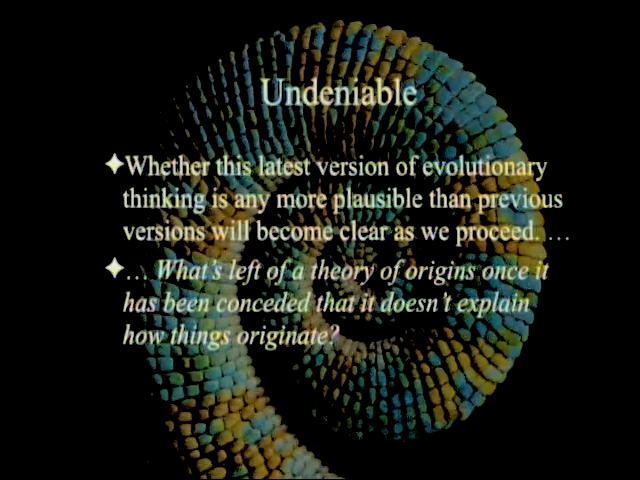 Undeniable
Whether this latest version of evolutionary
thinking is any more plausible than previous
versions will become clear as we proceed. …
… What's left of a theory of origins once it
has been conceded that it doesn't explain
how things originate?